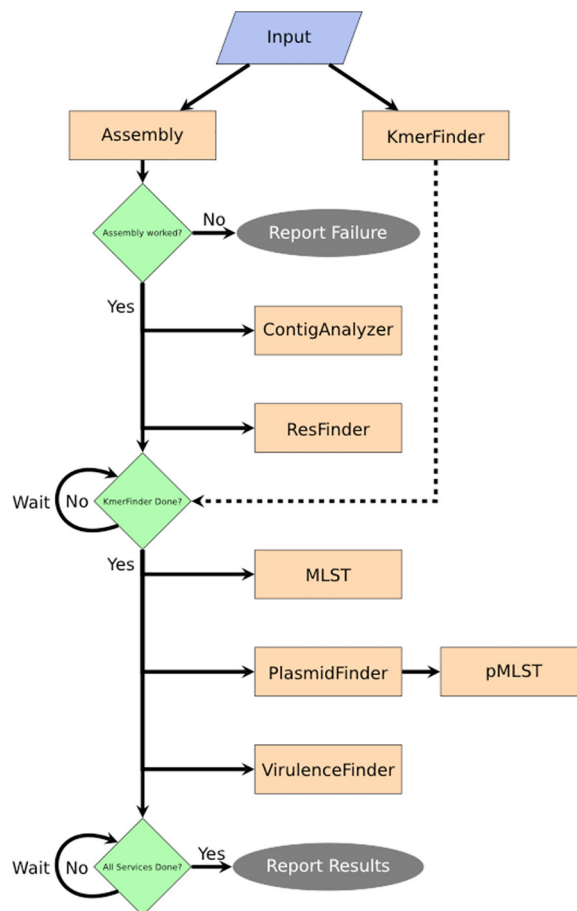 Input
Assembly
KmerFinder
Assembly worked?
No
Report Failure
Yes
ContigAnalyzer
ResFinder
Wait
No
KmerFinder Done?
Yes
MLST
PlasmidFinder
pMLST
VirulenceFinder
Wait
No
All Services Done?
Yes
Report Results